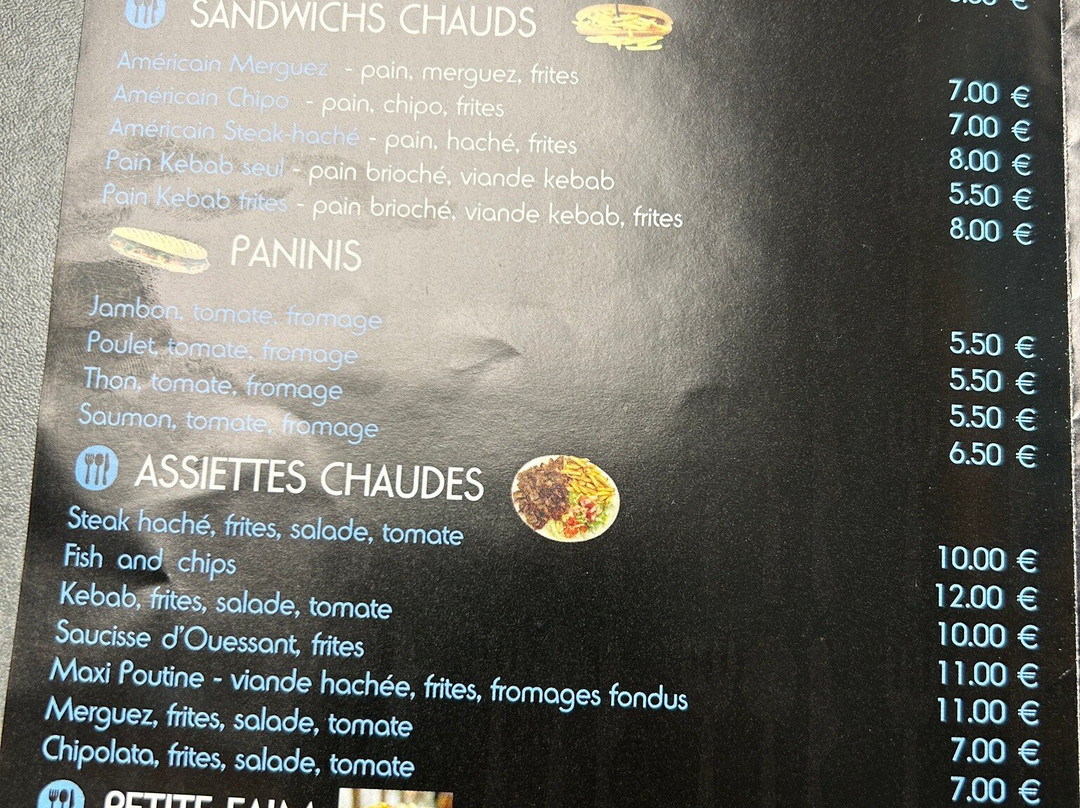 SANDWICHS CHAUDS
Américain Merguez - pain, merguez, frites 7.00 €
Américain Chipo - pain, chipo, frites 7.00 €
Américain Steak-haché - pain, haché, frites 8.00 €
Pain Kebab seul - pain brioché, viande kebab 5.50 €
Pain Kebab frites - pain brioché, viande kebab, frites 8.00 €
PANINIS
Jambon, tomate, fromage 5.50 €
Poulet, tomate, fromage 5.50 €
Thon, tomate, fromage 5.50 €
Saumon, tomate, fromage 6.50 €
ASSIETTES CHAUDES
Steak haché, frites, salade, tomate 10.00 €
Fish and chips 12.00 €
Kebab, frites, salade, tomate 10.00 €
Saucisse d'Ouessant, frites 11.00 €
Maxi Poutine - viande hachée, frites, fromages fondus 11.00 €
Merguez, frites, salade, tomate 7.00 €
Chipolata, frites, salade, tomate 7.00 €
PETITE FAIM